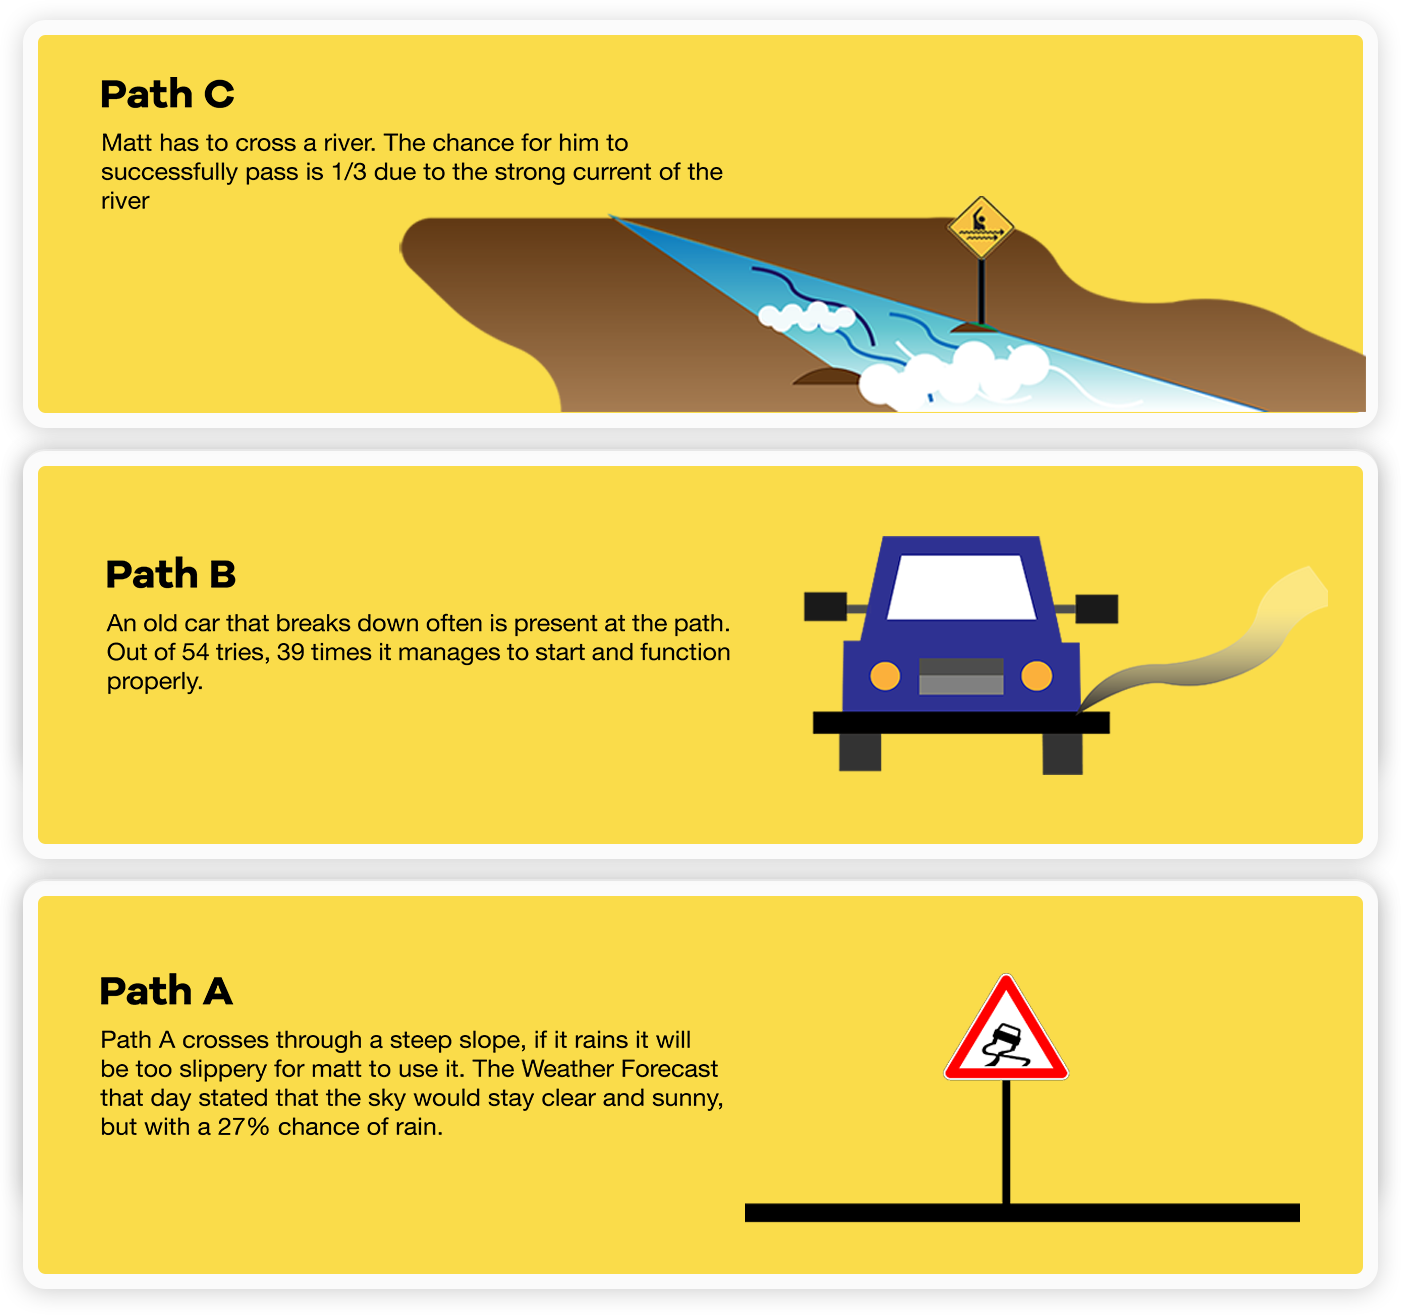 Path C
Matt has to cross a river. The chance for him to
successfully pass is 1/3 due to the strong current of the
river
Path B
An old car that breaks down often is present at the path.
Out of 54 tries, 39 times it manages to start and function
properly.
Path A
Path A crosses through a steep slope, if it rains it will
be too slippery for matt to use it. The Weather Forecast
that day stated that the sky would stay clear and sunny,
but with a 27% chance of rain.